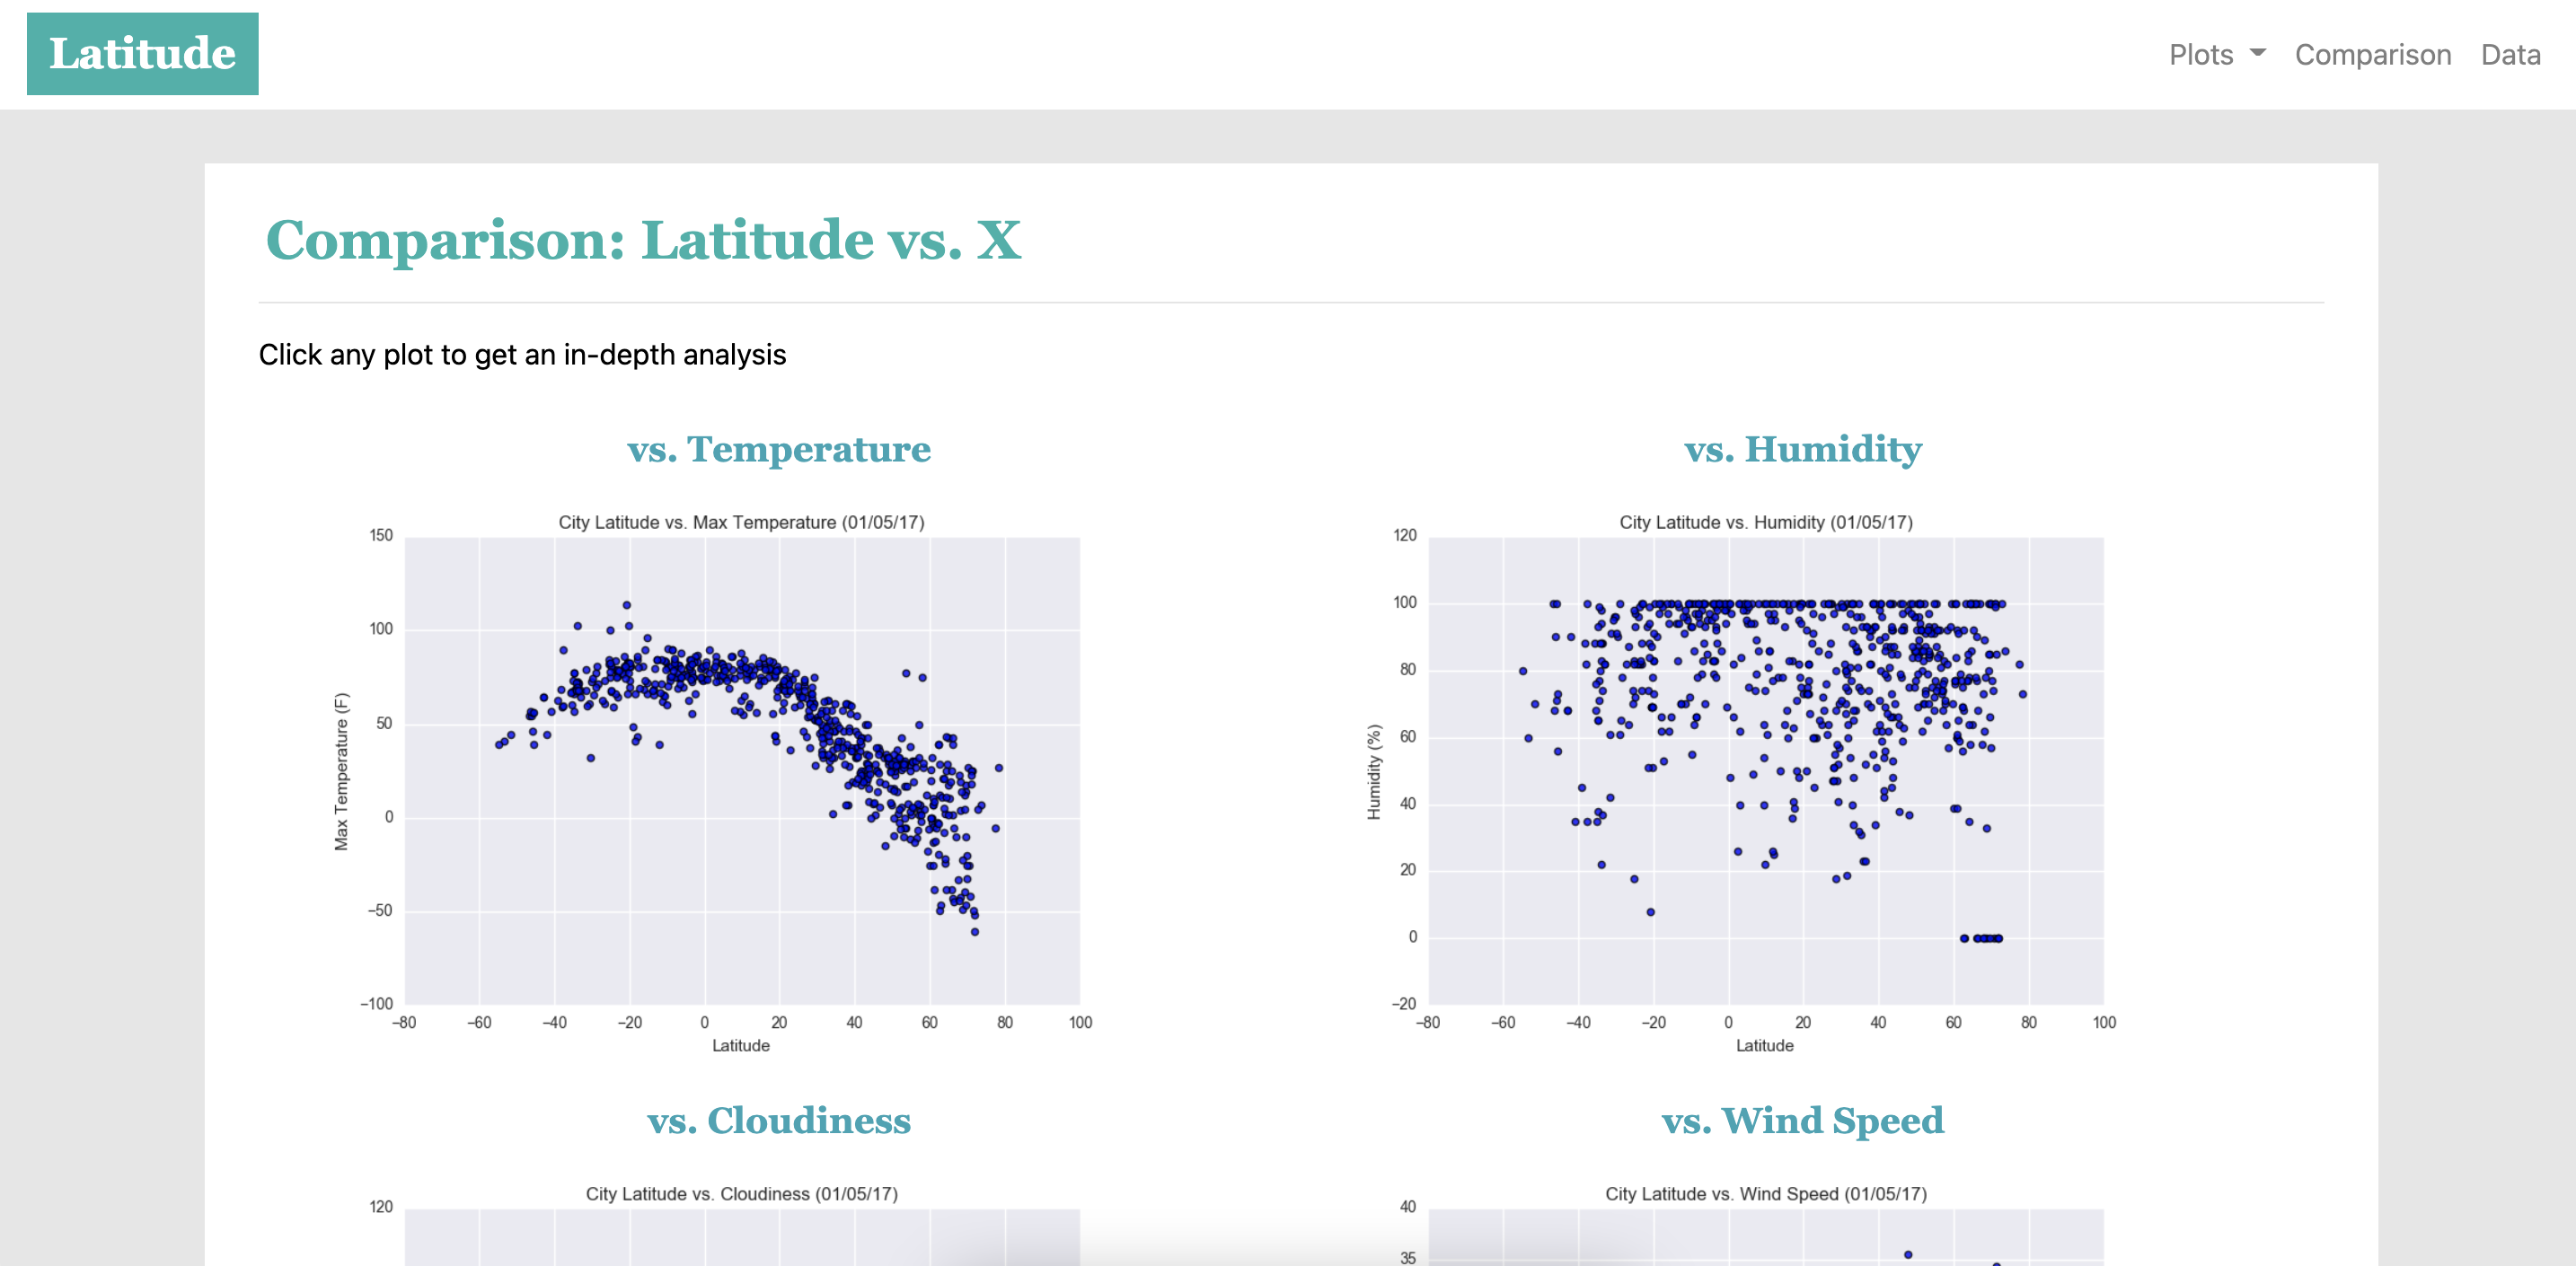 Latitude
Plots Comparison Data
Comparison: Latitude vs. X
Click any plot to get an in-depth analysis
vs. Temperature
City Latitude vs. Max Temperature (01/05/17)
150
100
50
0
−50
−100
Max Temperature (F)
−80 −60 −40 −20 0 20 40 60 80 100
Latitude
vs. Humidity
City Latitude vs. Humidity (01/05/17)
120
100
80
60
40
20
0
−20
Humidity (%)
−80 −60 −40 −20 0 20 40 60 80 100
Latitude
vs. Cloudiness
City Latitude vs. Cloudiness (01/05/17)
120
vs. Wind Speed
City Latitude vs. Wind Speed (01/05/17)
40
35